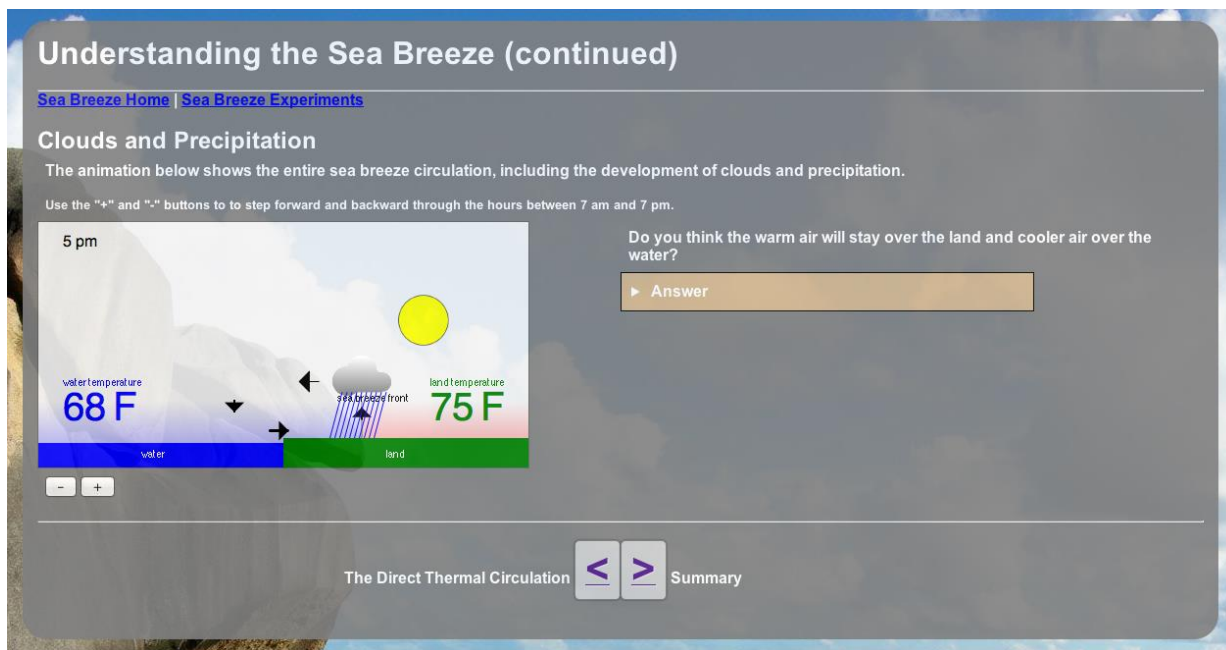 Understanding the Sea Breeze (continued)
Sea Breeze Home | Sea Breeze Experiments
Clouds and Precipitation
The animation below shows the entire sea breeze circulation, including the development of clouds and precipitation.
Use the "+" and "-" buttons to to step forward and backward through the hours between 7 am and 7 pm.
5 pm
water temperature
68 F
sea breeze front
land temperature
75 F
water
land
- +
Do you think the warm air will stay over the land and cooler air over the
water?
► Answer
The Direct Thermal Circulation < > Summary